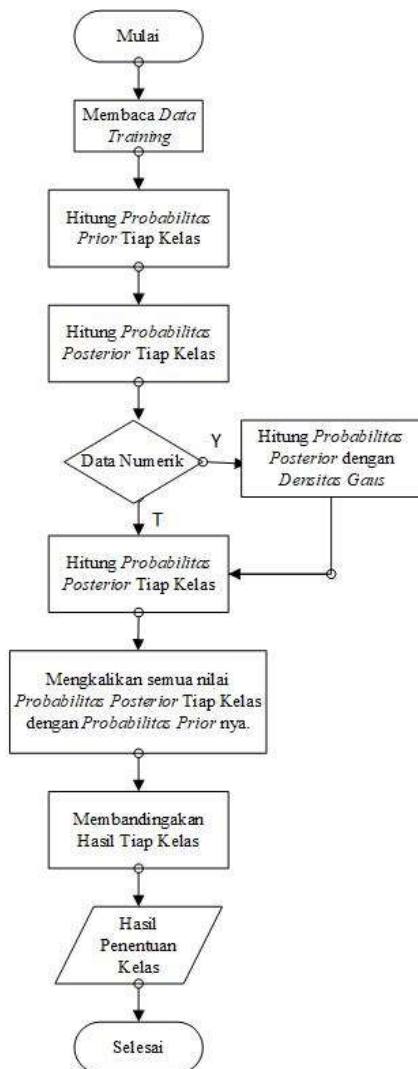 Mulai
Membaca Data
Training
Hitung Probabilitas
Prior Tiap Kelas
Hitung Probabilitas
Posterior Tiap Kelas
Data Numerik
Y
Hitung Probabilitas
Posterior dengan
Densitas Gaus
T
Hitung Probabilitas
Posterior Tiap Kelas
Mengkalikan semua nilai
Probabilitas Posterior Tiap Kelas
dengan Probabilitas Prior nya.
Membandingakan
Hasil Tiap Kelas
Hasil
Penentuan
Kelas
Selesai